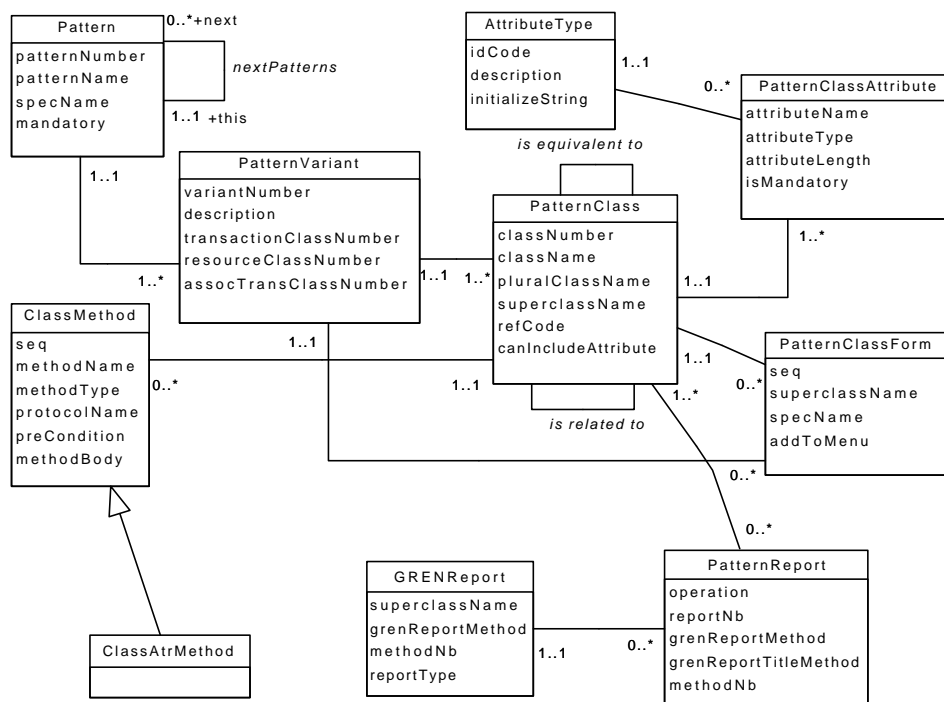 Pattern
patternNumber
patternName
specName
mandatory
0..* +next
nextPatterns
1..1 +this
1..1
1..*
PatternVariant
variantNumber
description
transactionClassNumber
resourceClassNumber
assocTransClassNumber
1..1
1..*
1..1
AttributeType
idCode
description
initializeString
1..1
0..*
PatternClassAttribute
attributeName
attributeType
attributeLength
isMandatory
1..*
1..1
is equivalent to
PatternClass
classNumber
className
pluralClassName
superclassName
refCode
canIncludeAttribute
is related to
ClassMethod
seq
methodName
methodType
protocolName
preCondition
methodBody
0..*
1..1
1..1
0..*
1..*
PatternClassForm
seq
superclassName
specName
addToMenu
0..*
0..*
ClassAtrMethod
GRENReport
superclassName
grenReportMethod
methodNb
reportType
1..1
0..*
PatternReport
operation
reportNb
grenReportMethod
grenReportTitleMethod
methodNb